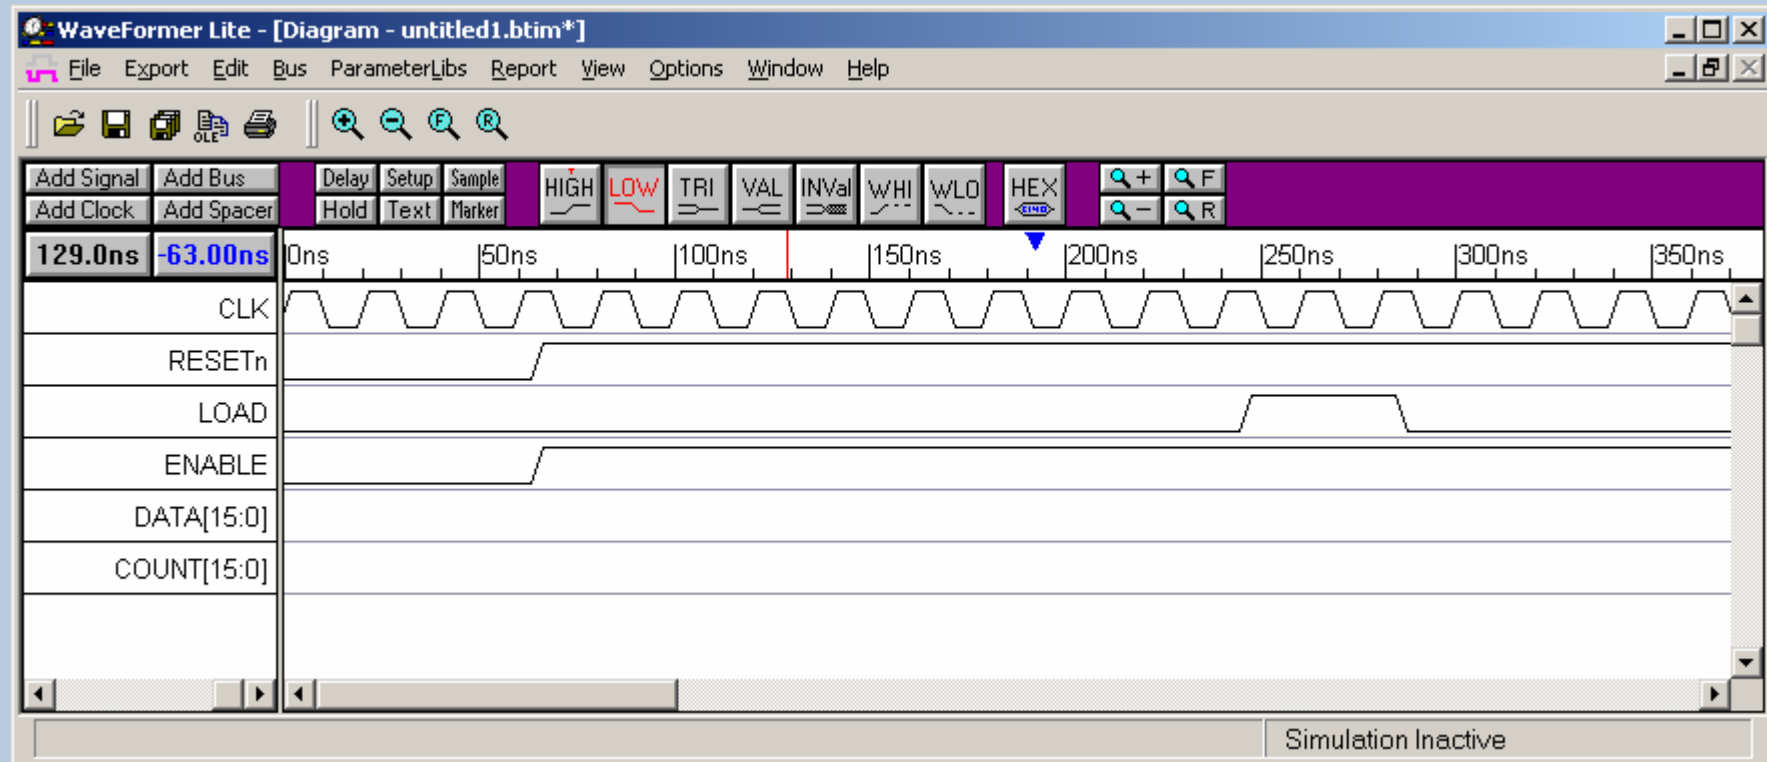 WaveFormer Lite - [Diagram - untitled1.btim*]
File Export Edit Bus ParameterLibs Report View Options Window Help
OLE F R
Add Signal Add Bus Delay Setup Sample HIGH LOW TRI VAL INVal WHI WLO HEX + F
Add Clock Add Spacer Hold Text Marker - R
129.0ns -63.00ns 0ns 50ns 100ns 150ns 200ns 250ns 300ns 350ns
CLK
RESETn
LOAD
ENABLE
DATA[15:0]
COUNT[15:0]
Simulation Inactive